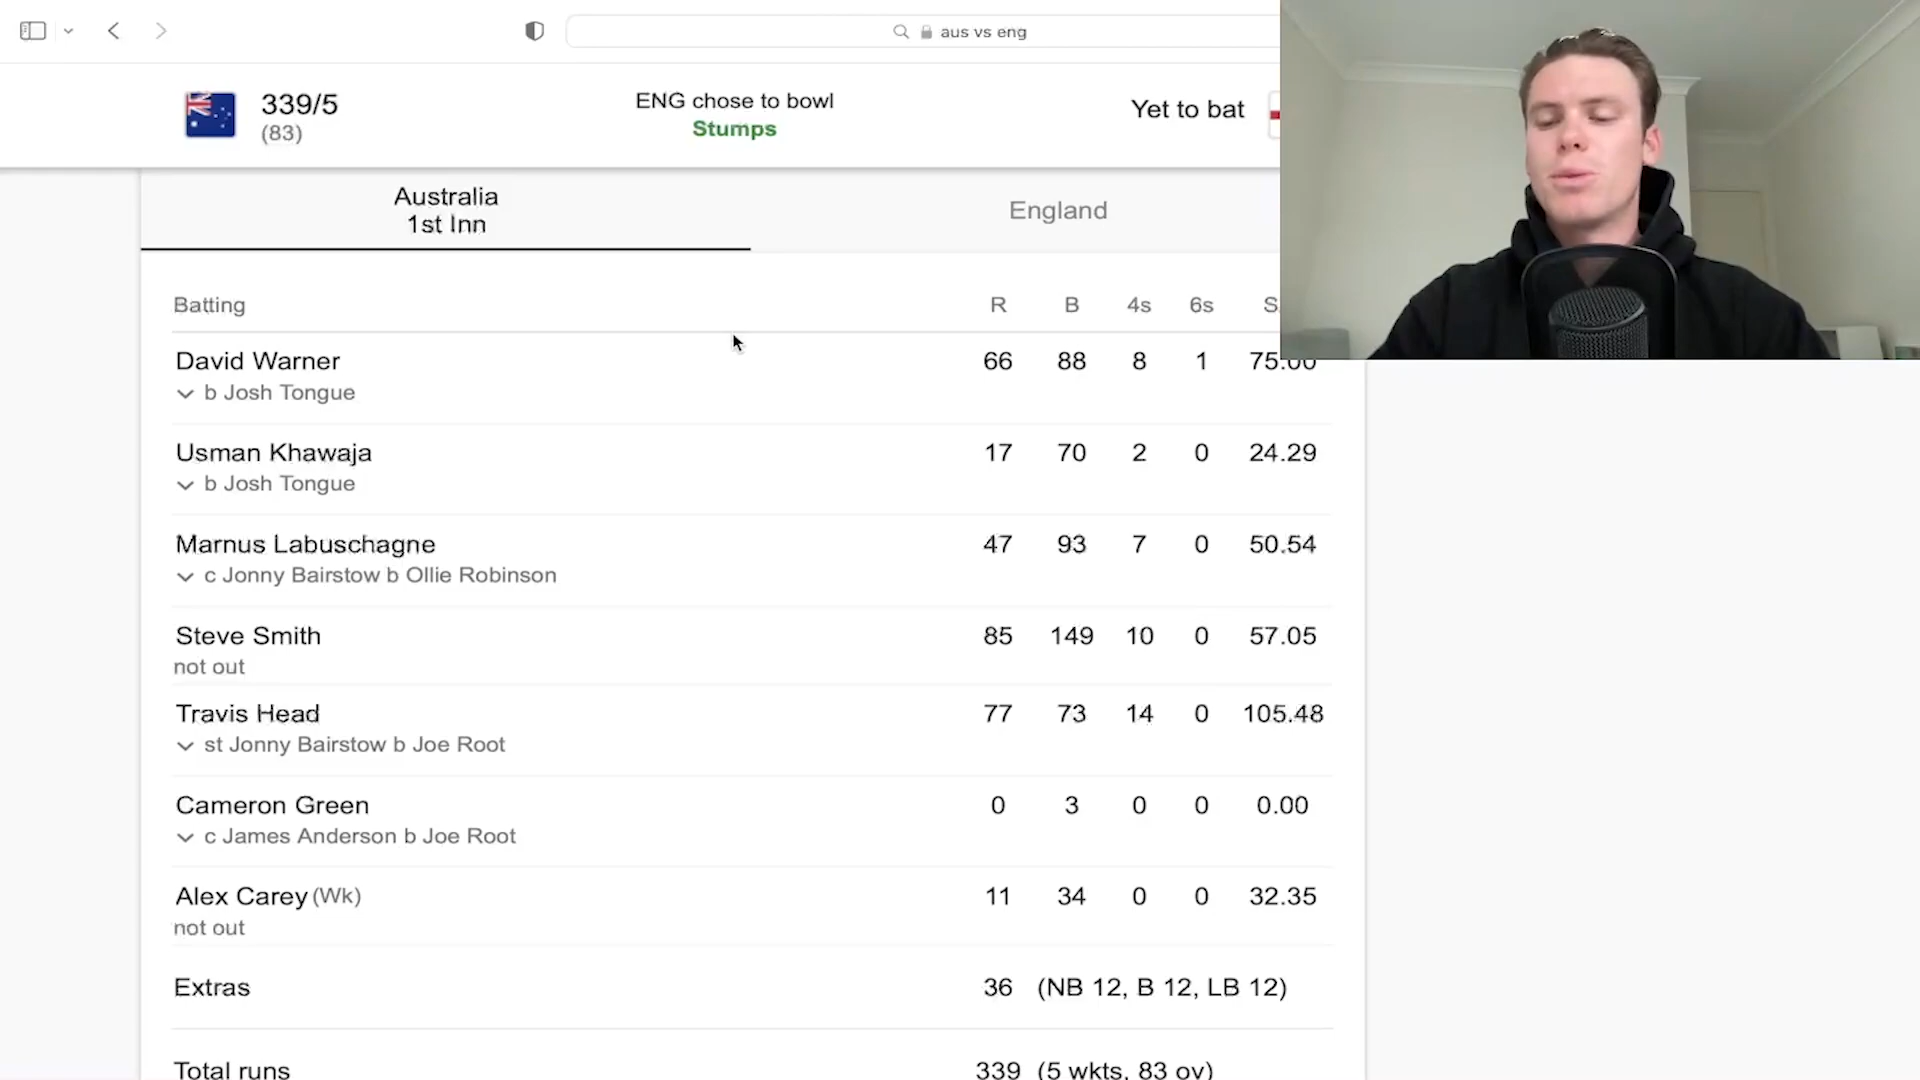 aus vs eng
339/5
(83)
ENG chose to bowl
Stumps
Yet to bat
Australia
1st Inn
England
Batting R B 4s 6s
David Warner 66 88 8 1 75.00
b Josh Tongue
Usman Khawaja 17 70 2 0 24.29
b Josh Tongue
Marnus Labuschagne 47 93 7 0 50.54
c Jonny Bairstow b Ollie Robinson
Steve Smith 85 149 10 0 57.05
not out
Travis Head 77 73 14 0 105.48
st Jonny Bairstow b Joe Root
Cameron Green 0 3 0 0 0.00
c James Anderson b Joe Root
Alex Carey (Wk) 11 34 0 0 32.35
not out
Extras 36 (NB 12, B 12, LB 12)
Total runs 339 (5 wkts, 83 ov)